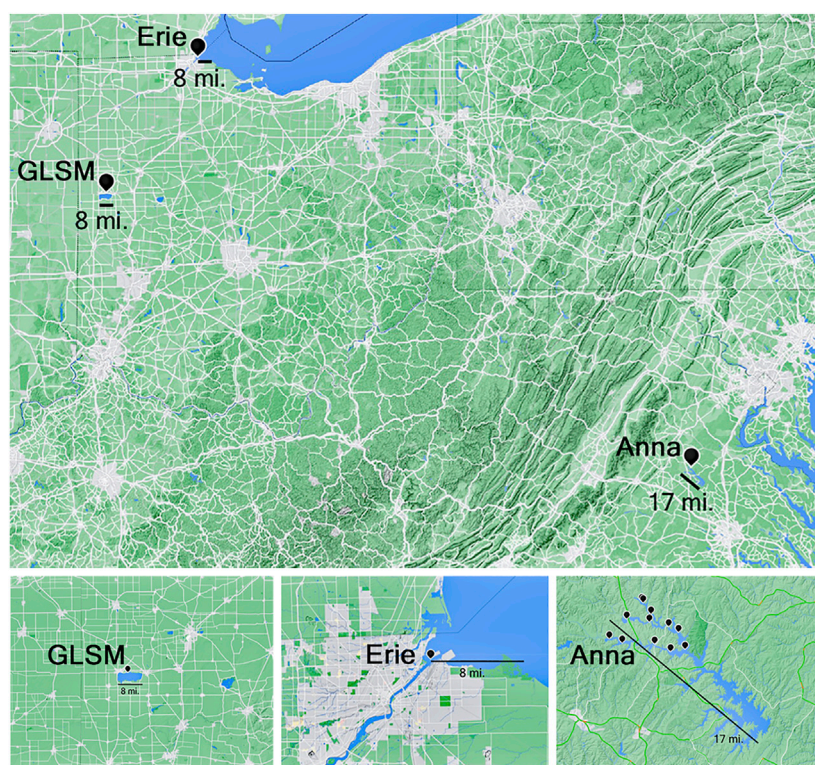 Erie
8 mi.
GLSM
8 mi.
Anna
17 mi.
GLSM
8 mi.
Erie
8 mi.
Anna
17 mi.